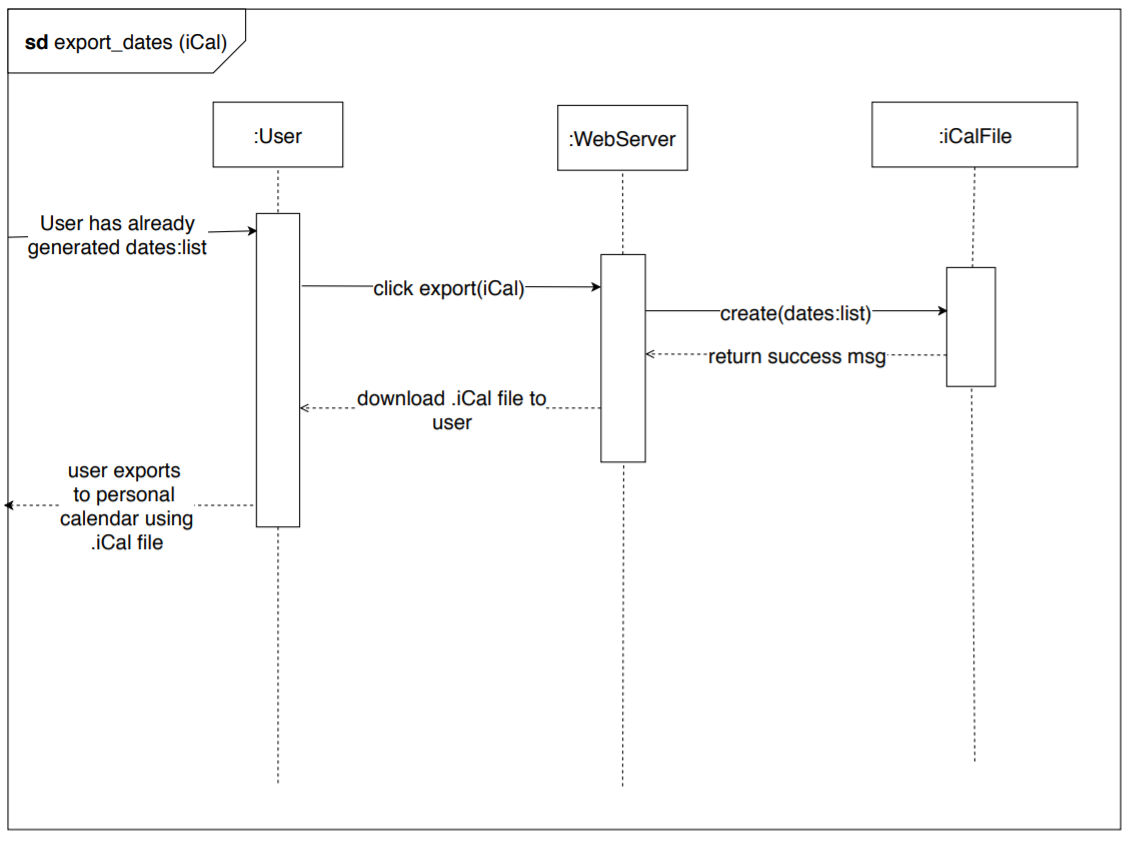 sd export_dates (iCal)
:User
:WebServer
:iCalFile
User has already
generated dates:list
click export(iCal)
create(dates:list)
return success msg
download .iCal file to
user
user exports
to personal
calendar using
.iCal file